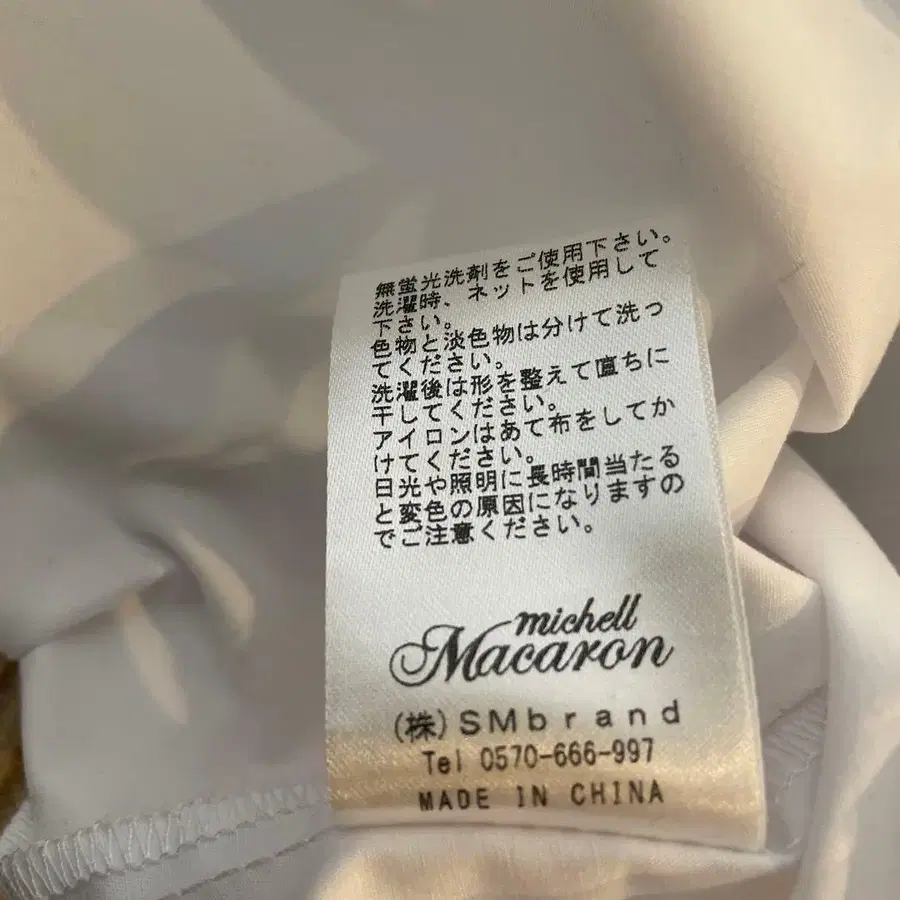 無蛍光洗剤をご使用下さい。
洗濯時、ネットを使用して
下さい。
色物と淡色物は分けて洗っ
てください。
洗濯後は形を整えて直ちに
干してください。
アイロンはあて布をしてか
けてください。
日光や照明に長時間当たる
と変色の原因になりますの
でご注意ください。
michell
Macaron
(株)SMbrand
Tel 0570-666-997
MADE IN CHINA